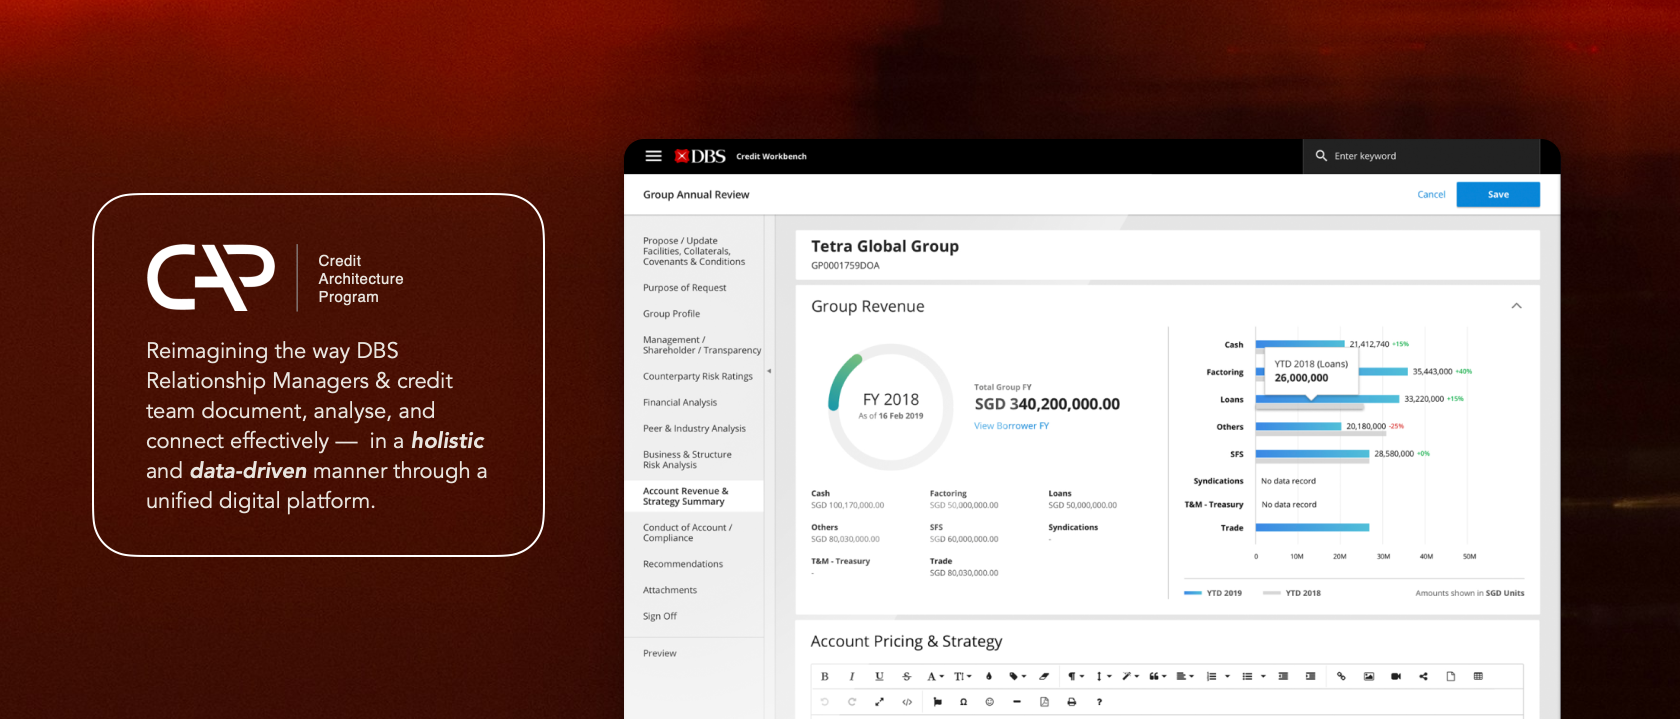 CAP
Credit
Architecture
Program
Reimagining the way DBS
Relationship Managers & credit
team document, analyse, and
connect effectively — in a holistic
and data-driven manner through a
unified digital platform.
DBS Credit Workbench
Enter keyword
Group Annual Review
Cancel
Save
Propose / Update
Facilities, Collaterals,
Covenants & Conditions
Purpose of Request
Group Profile
Management /
Shareholder / Transparency
Counterparty Risk Ratings
Financial Analysis
Peer & Industry Analysis
Business & Structure
Risk Analysis
Account Revenue &
Strategy Summary
Conduct of Account /
Compliance
Recommendations
Attachments
Sign Off
Preview
Tetra Global Group
GP0001759DOA
Group Revenue
FY 2018
As of 16 Feb 2019
Total Group FY
SGD 340,200,000.00
View Borrower FY
Cash Factoring Loans
SGD 100,170,000.00 SGD 50,000,000.00 SGD 50,000,000.00
Others SFS Syndications
SGD 80,030,000.00 SGD 60,000,000.00 -
T&M - Treasury Trade
- SGD 80,030,000.00
Cash 21,412,740 +15%
YTD 2018 (Loans)
26,000,000
Factoring 35,443,000 +40%
Loans 33,220,000 +15%
Others 20,180,000 -25%
SFS 28,580,000 +0%
Syndications No data record
T&M - Treasury No data record
Trade
0 10M 20M 30M 40M 50M
YTD 2019 YTD 2018 Amounts shown in SGD Units
Account Pricing & Strategy